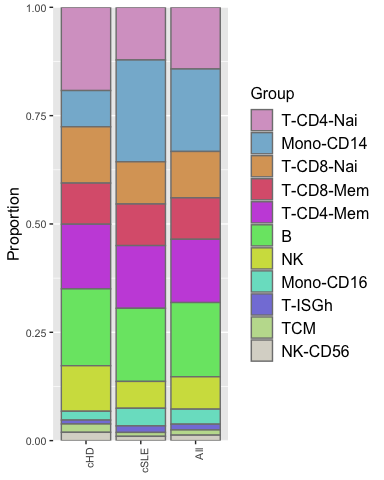 1.00
0.75
0.50
0.25
0.00
Proportion
cHD
cSLE
All
Group
T-CD4-Nai
Mono-CD14
T-CD8-Nai
T-CD8-Mem
T-CD4-Mem
B
NK
Mono-CD16
T-ISGh
TCM
NK-CD56